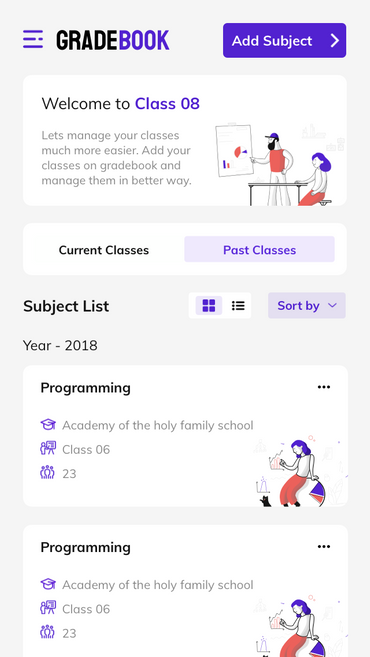 GRADEBOOK
Add Subject
Welcome to Class 08
Lets manage your classes
much more easier. Add your
classes on gradebook and
manage them in better way.
Current Classes
Past Classes
Subject List
Sort by
Year - 2018
Programming
Academy of the holy family school
Class 06
23
Programming
Academy of the holy family school
Class 06
23